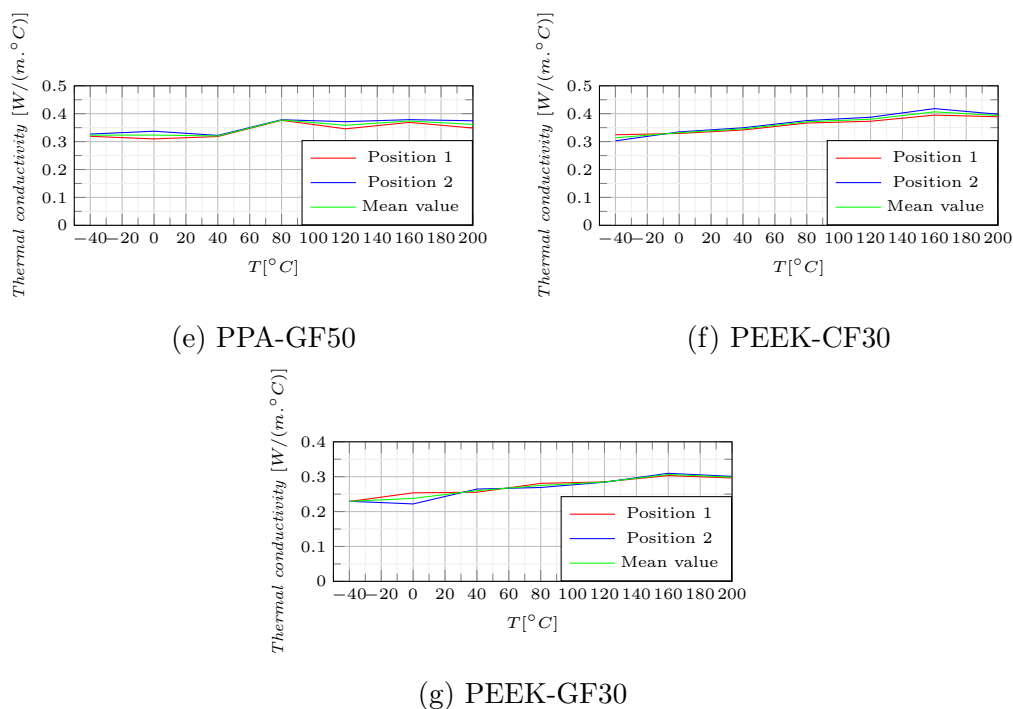 Thermal conductivity [W/(m.°C)]
0.5
0.4
0.3
0.2
0.1
0
−40 −20 0 20 40 60 80 100 120 140 160 180 200
T[°C]
Position 1
Position 2
Mean value
(e) PPA-GF50
Thermal conductivity [W/(m.°C)]
0.5
0.4
0.3
0.2
0.1
0
−40 −20 0 20 40 60 80 100 120 140 160 180 200
T[°C]
Position 1
Position 2
Mean value
(f) PEEK-CF30
Thermal conductivity [W/(m.°C)]
0.4
0.3
0.2
0.1
0
−40 −20 0 20 40 60 80 100 120 140 160 180 200
T[°C]
Position 1
Position 2
Mean value
(g) PEEK-GF30